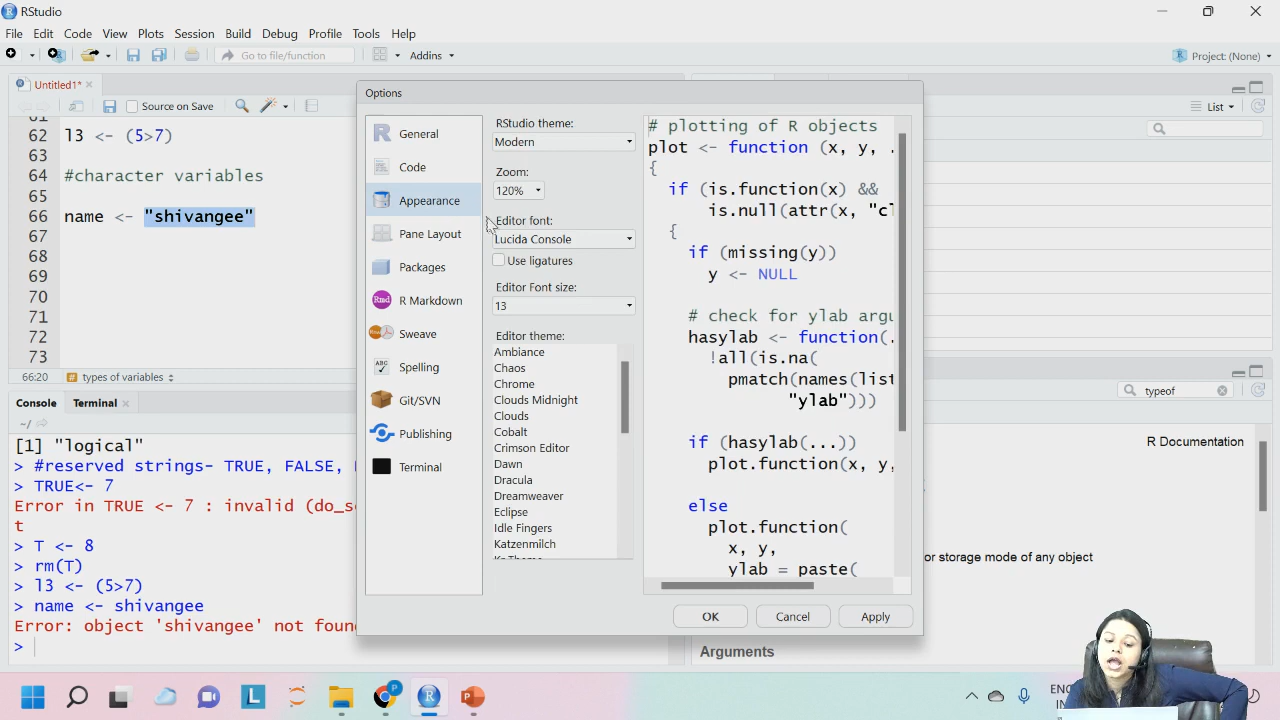 RStudio
File Edit Code View Plots Session Build Debug Profile Tools Help
Go to file/function
Addins
Project: (None)
Untitled1*
Source on Save
List
62 l3 <- (5>7)
63
64 #character variables
65
66 name <- "shivangee"
67
68
69
70
71
72
73
66:20
types of variables
Console Terminal
~/
[1] "logical"
> #reserved strings- TRUE, FALSE,
> TRUE<- 7
Error in TRUE <- 7 : invalid (do_s
t
> T <- 8
> rm(T)
> l3 <- (5>7)
> name <- shivangee
Error: object 'shivangee' not foun
>
Options
General
Code
Appearance
Pane Layout
Packages
Rmd R Markdown
Sweave
ABC Spelling
Git/SVN
Publishing
Terminal
RStudio theme:
Modern
Zoom:
120%
Editor font:
Lucida Console
Use ligatures
Editor Font size:
13
Editor theme:
Ambiance
Chaos
Chrome
Clouds Midnight
Clouds
Cobalt
Crimson Editor
Dawn
Dracula
Dreamweaver
Eclipse
Idle Fingers
Katzenmilch
# plotting of R objects
plot <- function (x, y, .
{
if (is.function(x) &&
is.null(attr(x, "cl
{
if (missing(y))
y <- NULL
# check for ylab argu
hasylab <- function(.
!all(is.na(
pmatch(names(list
"ylab")))
if (hasylab(...))
plot.function(x, y,
else
plot.function(
x, y,
ylab = paste(
OK Cancel Apply
typeof
R Documentation
or storage mode of any object
Arguments
ENG
IN